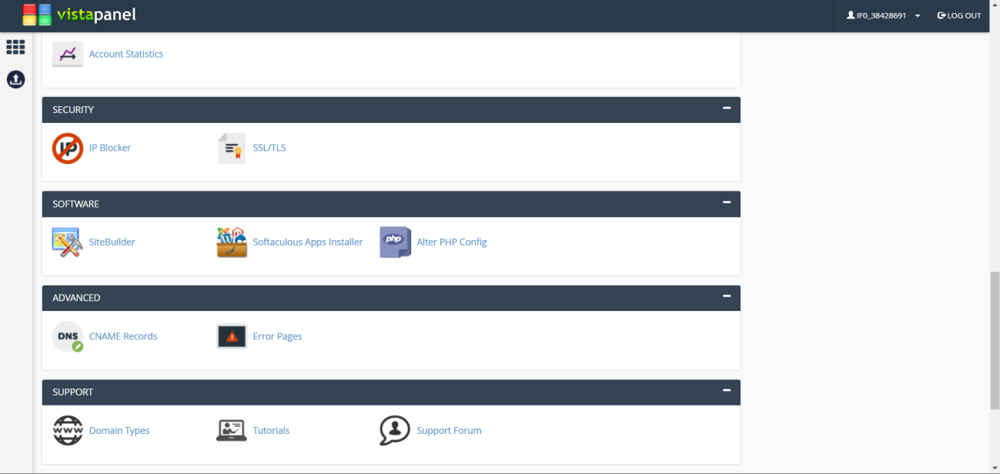 vistapanel
IF0_38428691
LOG OUT
Account Statistics
SECURITY
IP
IP Blocker
SSL/TLS
SOFTWARE
SiteBuilder
Softaculous Apps Installer
php
Alter PHP Config
ADVANCED
DNS
CNAME Records
Error Pages
SUPPORT
www
Domain Types
Tutorials
Support Forum